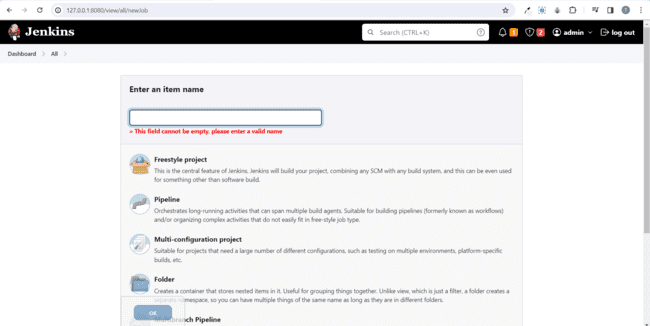 127.0.0.1:8080/view/all/newJob
Jenkins
Search (CTRL+K)
?
1
2
admin
log out
Dashboard
All
Enter an item name
» This field cannot be empty, please enter a valid name
Freestyle project
This is the central feature of Jenkins. Jenkins will build your project, combining any SCM with any build system, and this can be even used
for something other than software build.
Pipeline
Orchestrates long-running activities that can span multiple build agents. Suitable for building pipelines (formerly known as workflows)
and/or organizing complex activities that do not easily fit in free-style job type.
Multi-configuration project
Suitable for projects that need a large number of different configurations, such as testing on multiple environments, platform-specific
builds, etc.
Folder
Creates a container that stores nested items in it. Useful for grouping things together. Unlike view, which is just a filter, a folder creates a
separate namespace, so you can have multiple things of the same name as long as they are in different folders.
OK
Multibranch Pipeline